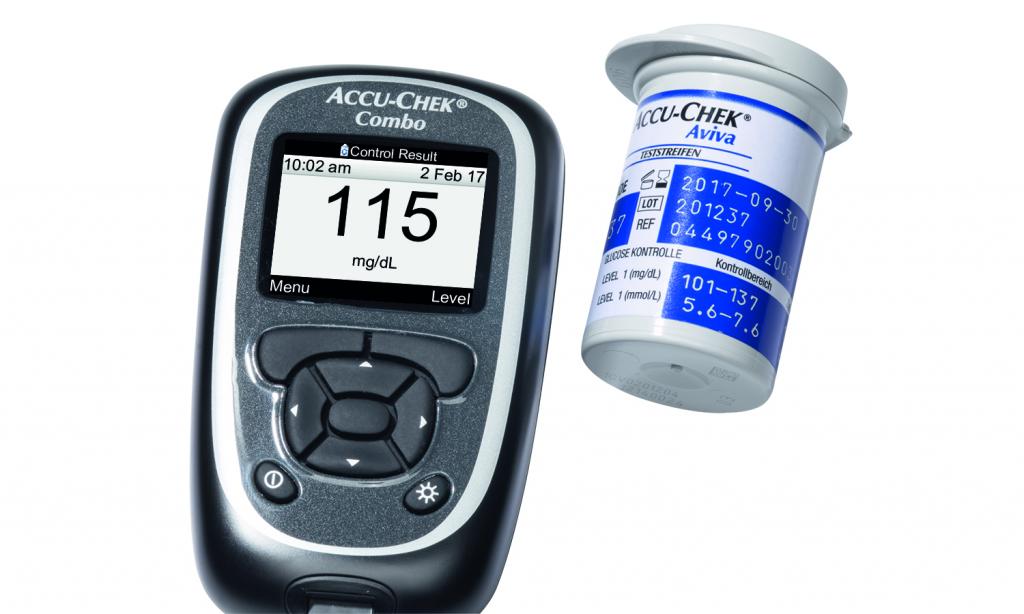 ACCU-CHEK®
Combo
Control Result
10:02 am 2 Feb 17
115
mg/dL
Menu Level
ACCU-CHEK®
Aviva
TESTSTREIFEN
2017-09-30
LOT 201237
REF 04497902003
37
GLUCOSE KONTROLLE Kontrollbereich
LEVEL 1 (mg/dL) 101-137
LEVEL 1 (mmol/L) 5.6-7.6